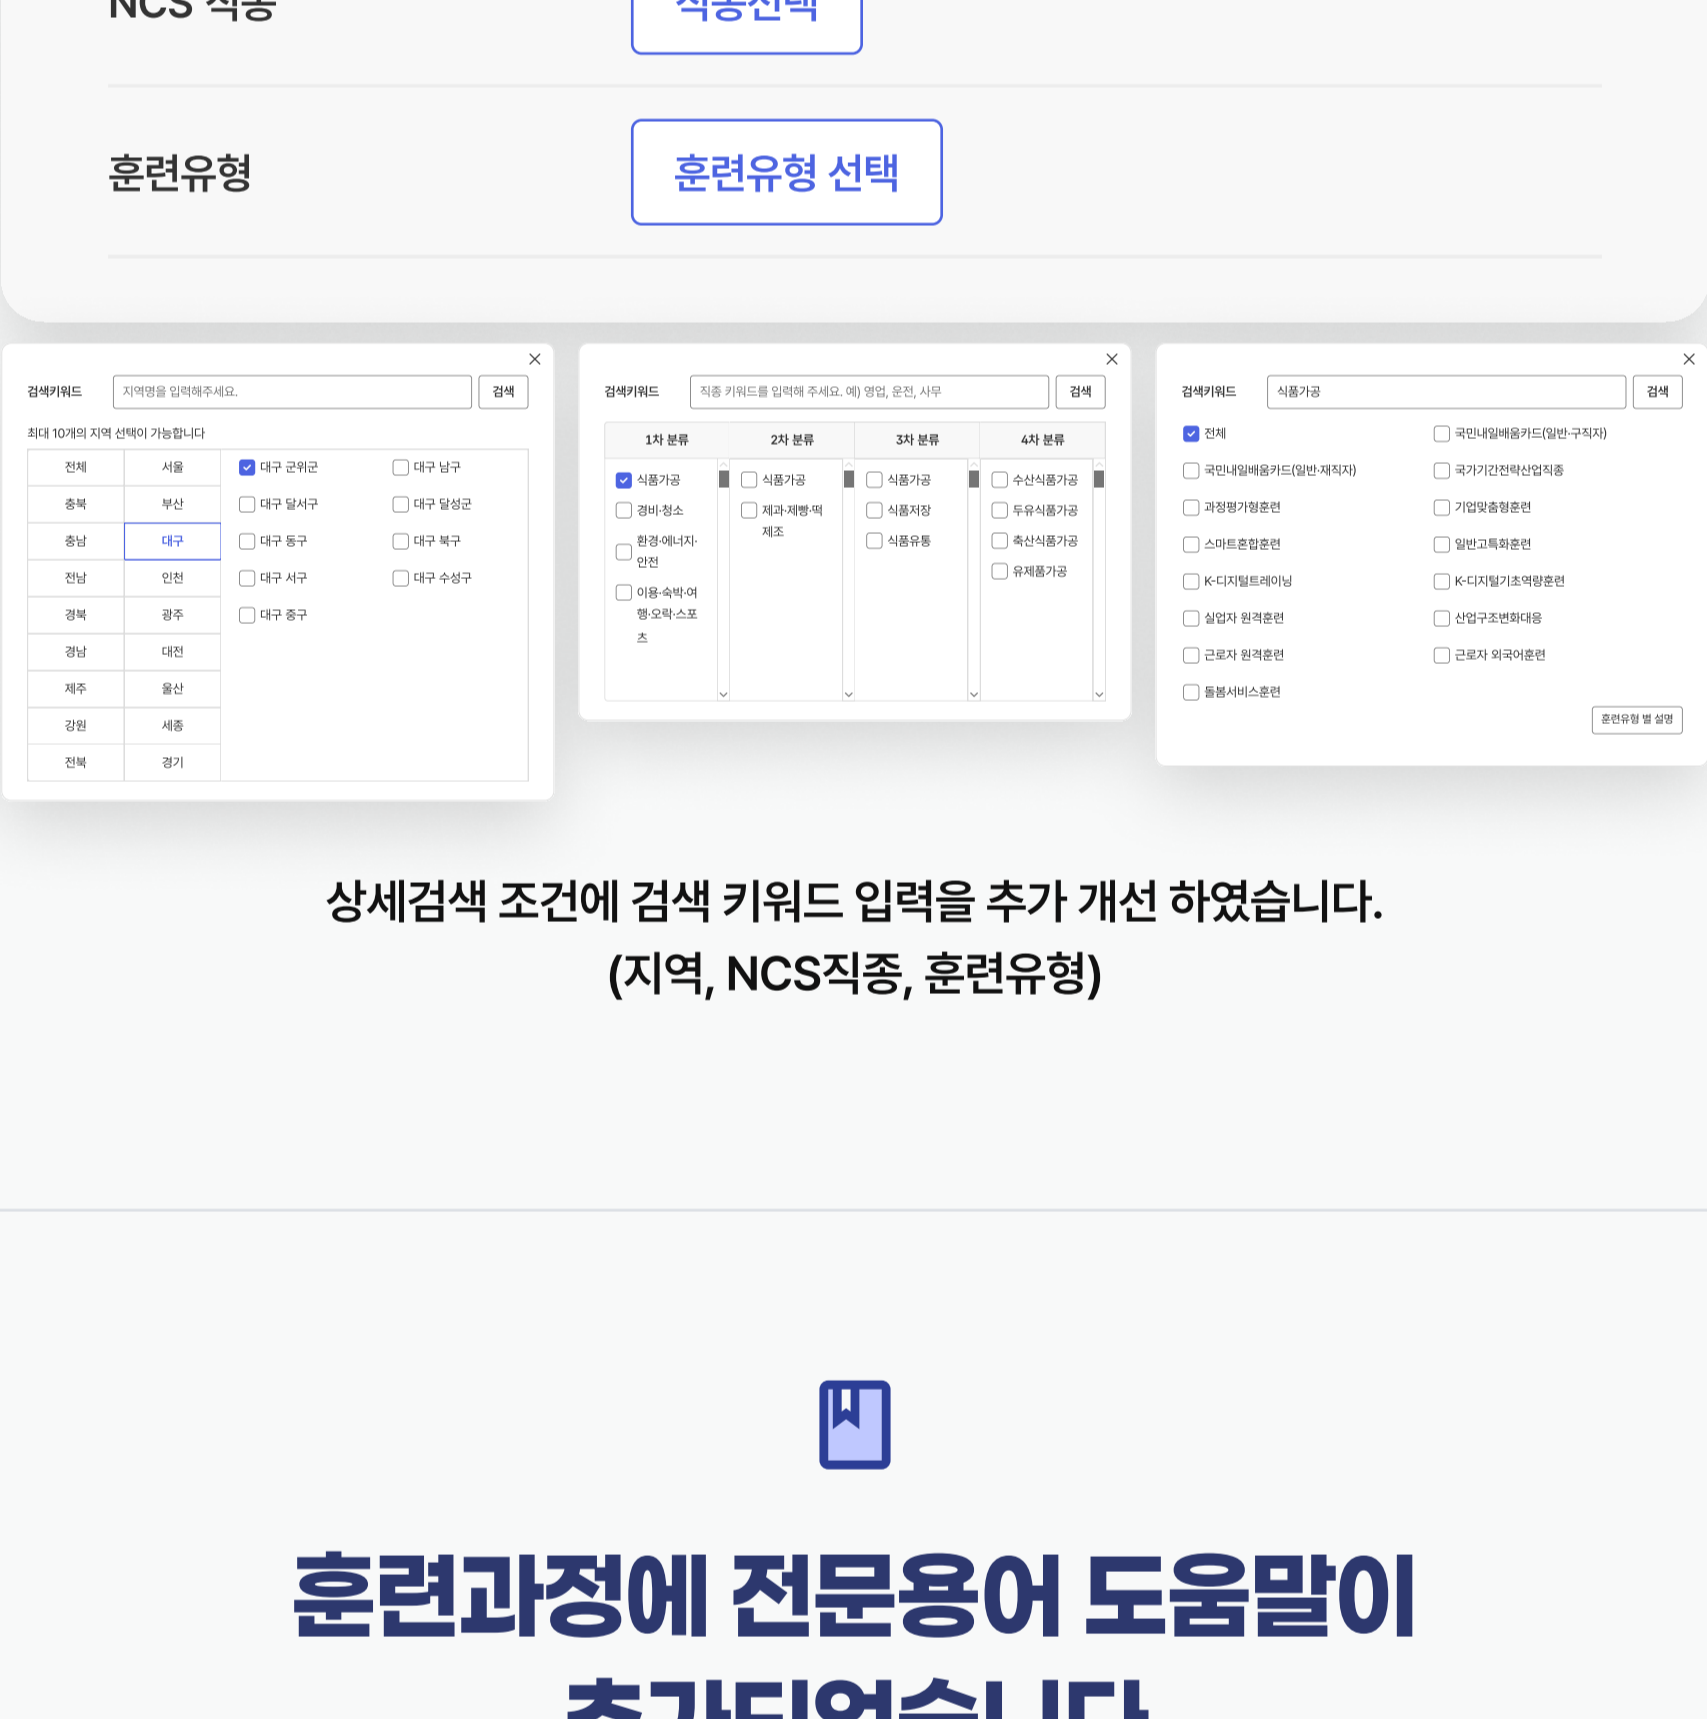 NCS 직종
직종선택
훈련유형
훈련유형 선택
검색키워드
지역명을 입력해주세요.
검색
최대 10개의 지역 선택이 가능합니다
전체 서울
충북 부산
충남 대구
전남 인천
경북 광주
경남 대전
제주 울산
강원 세종
전북 경기
대구 군위군 대구 남구
대구 달서구 대구 달성군
대구 동구 대구 북구
대구 서구 대구 수성구
대구 중구
검색키워드
직종 키워드를 입력해 주세요. 예) 영업, 운전, 사무
검색
1차 분류 2차 분류 3차 분류 4차 분류
식품가공
경비·청소
환경·에너지·
안전
이용·숙박·여
행·오락·스포
츠
식품가공
제과·제빵·떡
제조
식품가공
식품저장
식품유통
수산식품가공
두유식품가공
축산식품가공
유제품가공
검색키워드
식품가공
검색
전체 국민내일배움카드(일반·구직자)
국민내일배움카드(일반·재직자) 국가기간전략산업직종
과정평가형훈련 기업맞춤형훈련
스마트혼합훈련 일반고특화훈련
K-디지털트레이닝 K-디지털기초역량훈련
실업자 원격훈련 산업구조변화대응
근로자 원격훈련 근로자 외국어훈련
돌봄서비스훈련
훈련유형 별 설명
상세검색 조건에 검색 키워드 입력을 추가 개선 하였습니다.
(지역, NCS직종, 훈련유형)
훈련과정에 전문용어 도움말이
추가되었습니다